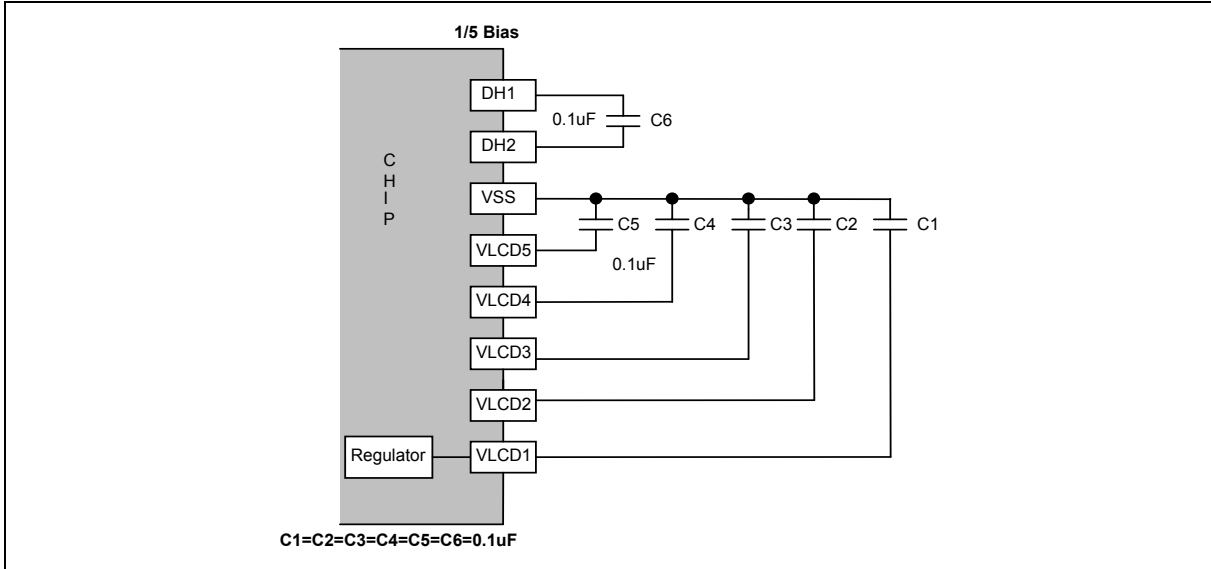 1/5 Bias
DH1
0.1uF
C6
DH2
C
H
I
P
VSS
C5
C4
C3
C2
C1
VLCD5
0.1uF
VLCD4
VLCD3
VLCD2
Regulator
VLCD1
C1=C2=C3=C4=C5=C6=0.1uF